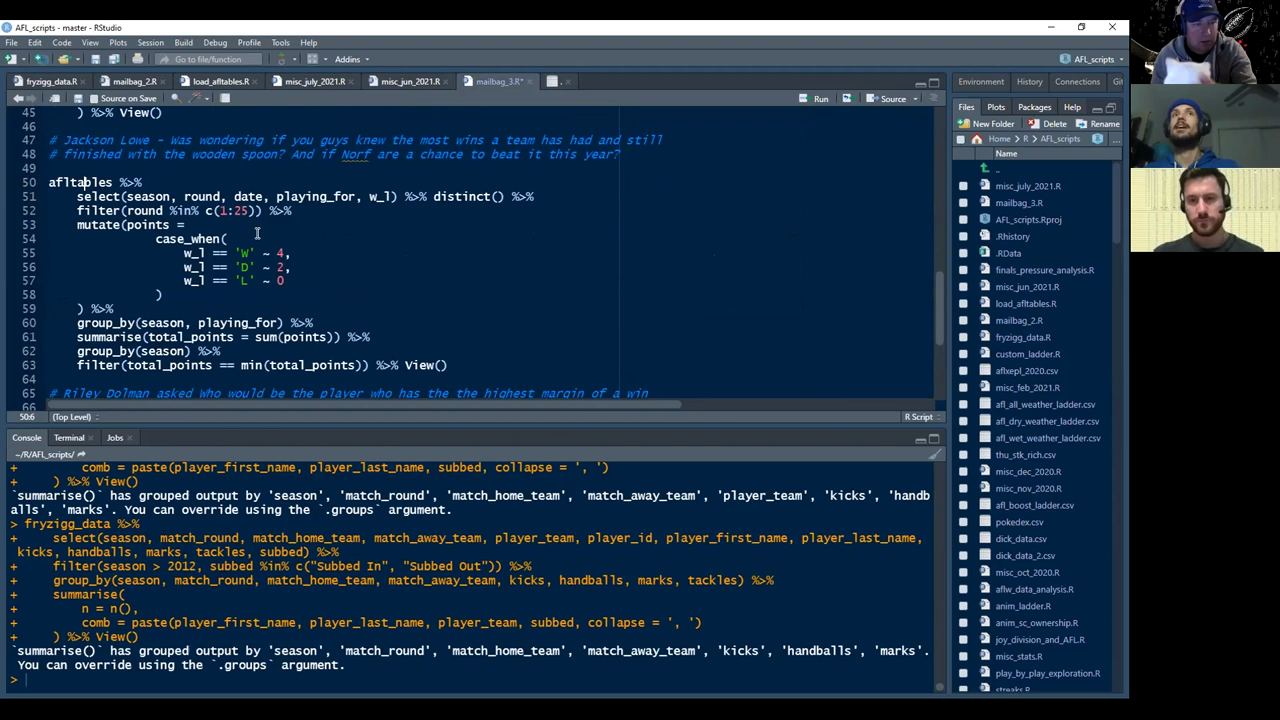 AFL_scripts - master - RStudio
File Edit Code View Plots Session Build Debug Profile Tools Help
Go to file/function Addins AFL_scripts
fryzigg_data.R mailbag_2.R load_afltables.R misc_july_2021.R misc_jun_2021.R mailbag_3.R*
Source on Save Run Source
45 ) %>% View()
46
47 # Jackson Lowe - Was wondering if you guys knew the most wins a team has had and still
48 # finished with the wooden spoon? And if Norf are a chance to beat it this year?
49
50 afltables %>%
51 select(season, round, date, playing_for, w_l) %>% distinct() %>%
52 filter(round %in% c(1:25)) %>%
53 mutate(points =
54 case_when(
55 w_l == 'W' ~ 4,
56 w_l == 'D' ~ 2,
57 w_l == 'L' ~ 0
58 )
59 ) %>%
60 group_by(season, playing_for) %>%
61 summarise(total_points = sum(points)) %>%
62 group_by(season) %>%
63 filter(total_points == min(total_points)) %>% View()
64
65 # Riley Dolman asked Who would be the player who has the the highest margin of a win
66
50:6 (Top Level) R Script
Console Terminal Jobs
~/R/AFL_scripts/
+ comb = paste(player_first_name, player_last_name, subbed, collapse = ', ')
+ ) %>% View()
`summarise()` has grouped output by 'season', 'match_round', 'match_home_team', 'match_away_team', 'player_team', 'kicks', 'handb
alls', 'marks'. You can override using the `.groups` argument.
> fryzigg_data %>%
+ select(season, match_round, match_home_team, match_away_team, player_team, player_id, player_first_name, player_last_name,
kicks, handballs, marks, tackles, subbed) %>%
+ filter(season > 2012, subbed %in% c("Subbed In", "Subbed Out")) %>%
+ group_by(season, match_round, match_home_team, match_away_team, kicks, handballs, marks, tackles) %>%
+ summarise(
+ n = n(),
+ comb = paste(player_first_name, player_last_name, player_team, subbed, collapse = ', ')
+ ) %>% View()
`summarise()` has grouped output by 'season', 'match_round', 'match_home_team', 'match_away_team', 'kicks', 'handballs', 'marks'.
You can override using the `.groups` argument.
>
Environment History Connections
Files Plots Packages Help
New Folder Delete Rename
Home R AFL_scripts
Name
..
misc_july_2021.R
mailbag_3.R
AFL_scripts.Rproj
.Rhistory
.RData
finals_pressure_analysis.R
misc_jun_2021.R
load_afltables.R
mailbag_2.R
fryzigg_data.R
custom_ladder.R
aflxepl_2020.csv
misc_feb_2021.R
afl_all_weather_ladder.csv
afl_dry_weather_ladder.csv
afl_wet_weather_ladder.csv
thu_stk_rich.csv
misc_dec_2020.R
misc_nov_2020.R
afl_boost_ladder.csv
pokedex.csv
dick_data.csv
dick_data_2.csv
misc_oct_2020.R
aflw_data_analysis.R
anim_ladder.R
anim_sc_ownership.R
joy_division_and_AFL.R
misc_stats.R
play_by_play_exploration.R
streaks.R